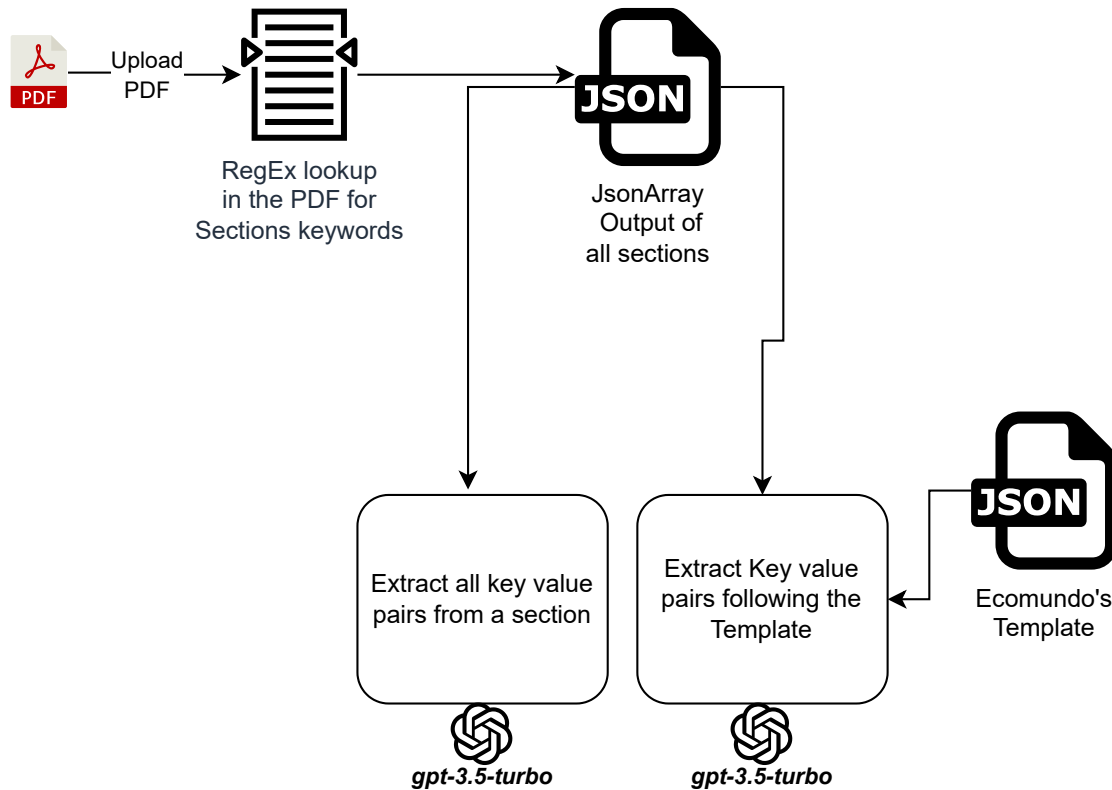 PDF
Upload
PDF
RegEx lookup
in the PDF for
Sections keywords
JSON
JsonArray
Output of
all sections
Extract all key value
pairs from a section
gpt-3.5-turbo
Extract Key value
pairs following the
Template
gpt-3.5-turbo
JSON
Ecomundo's
Template